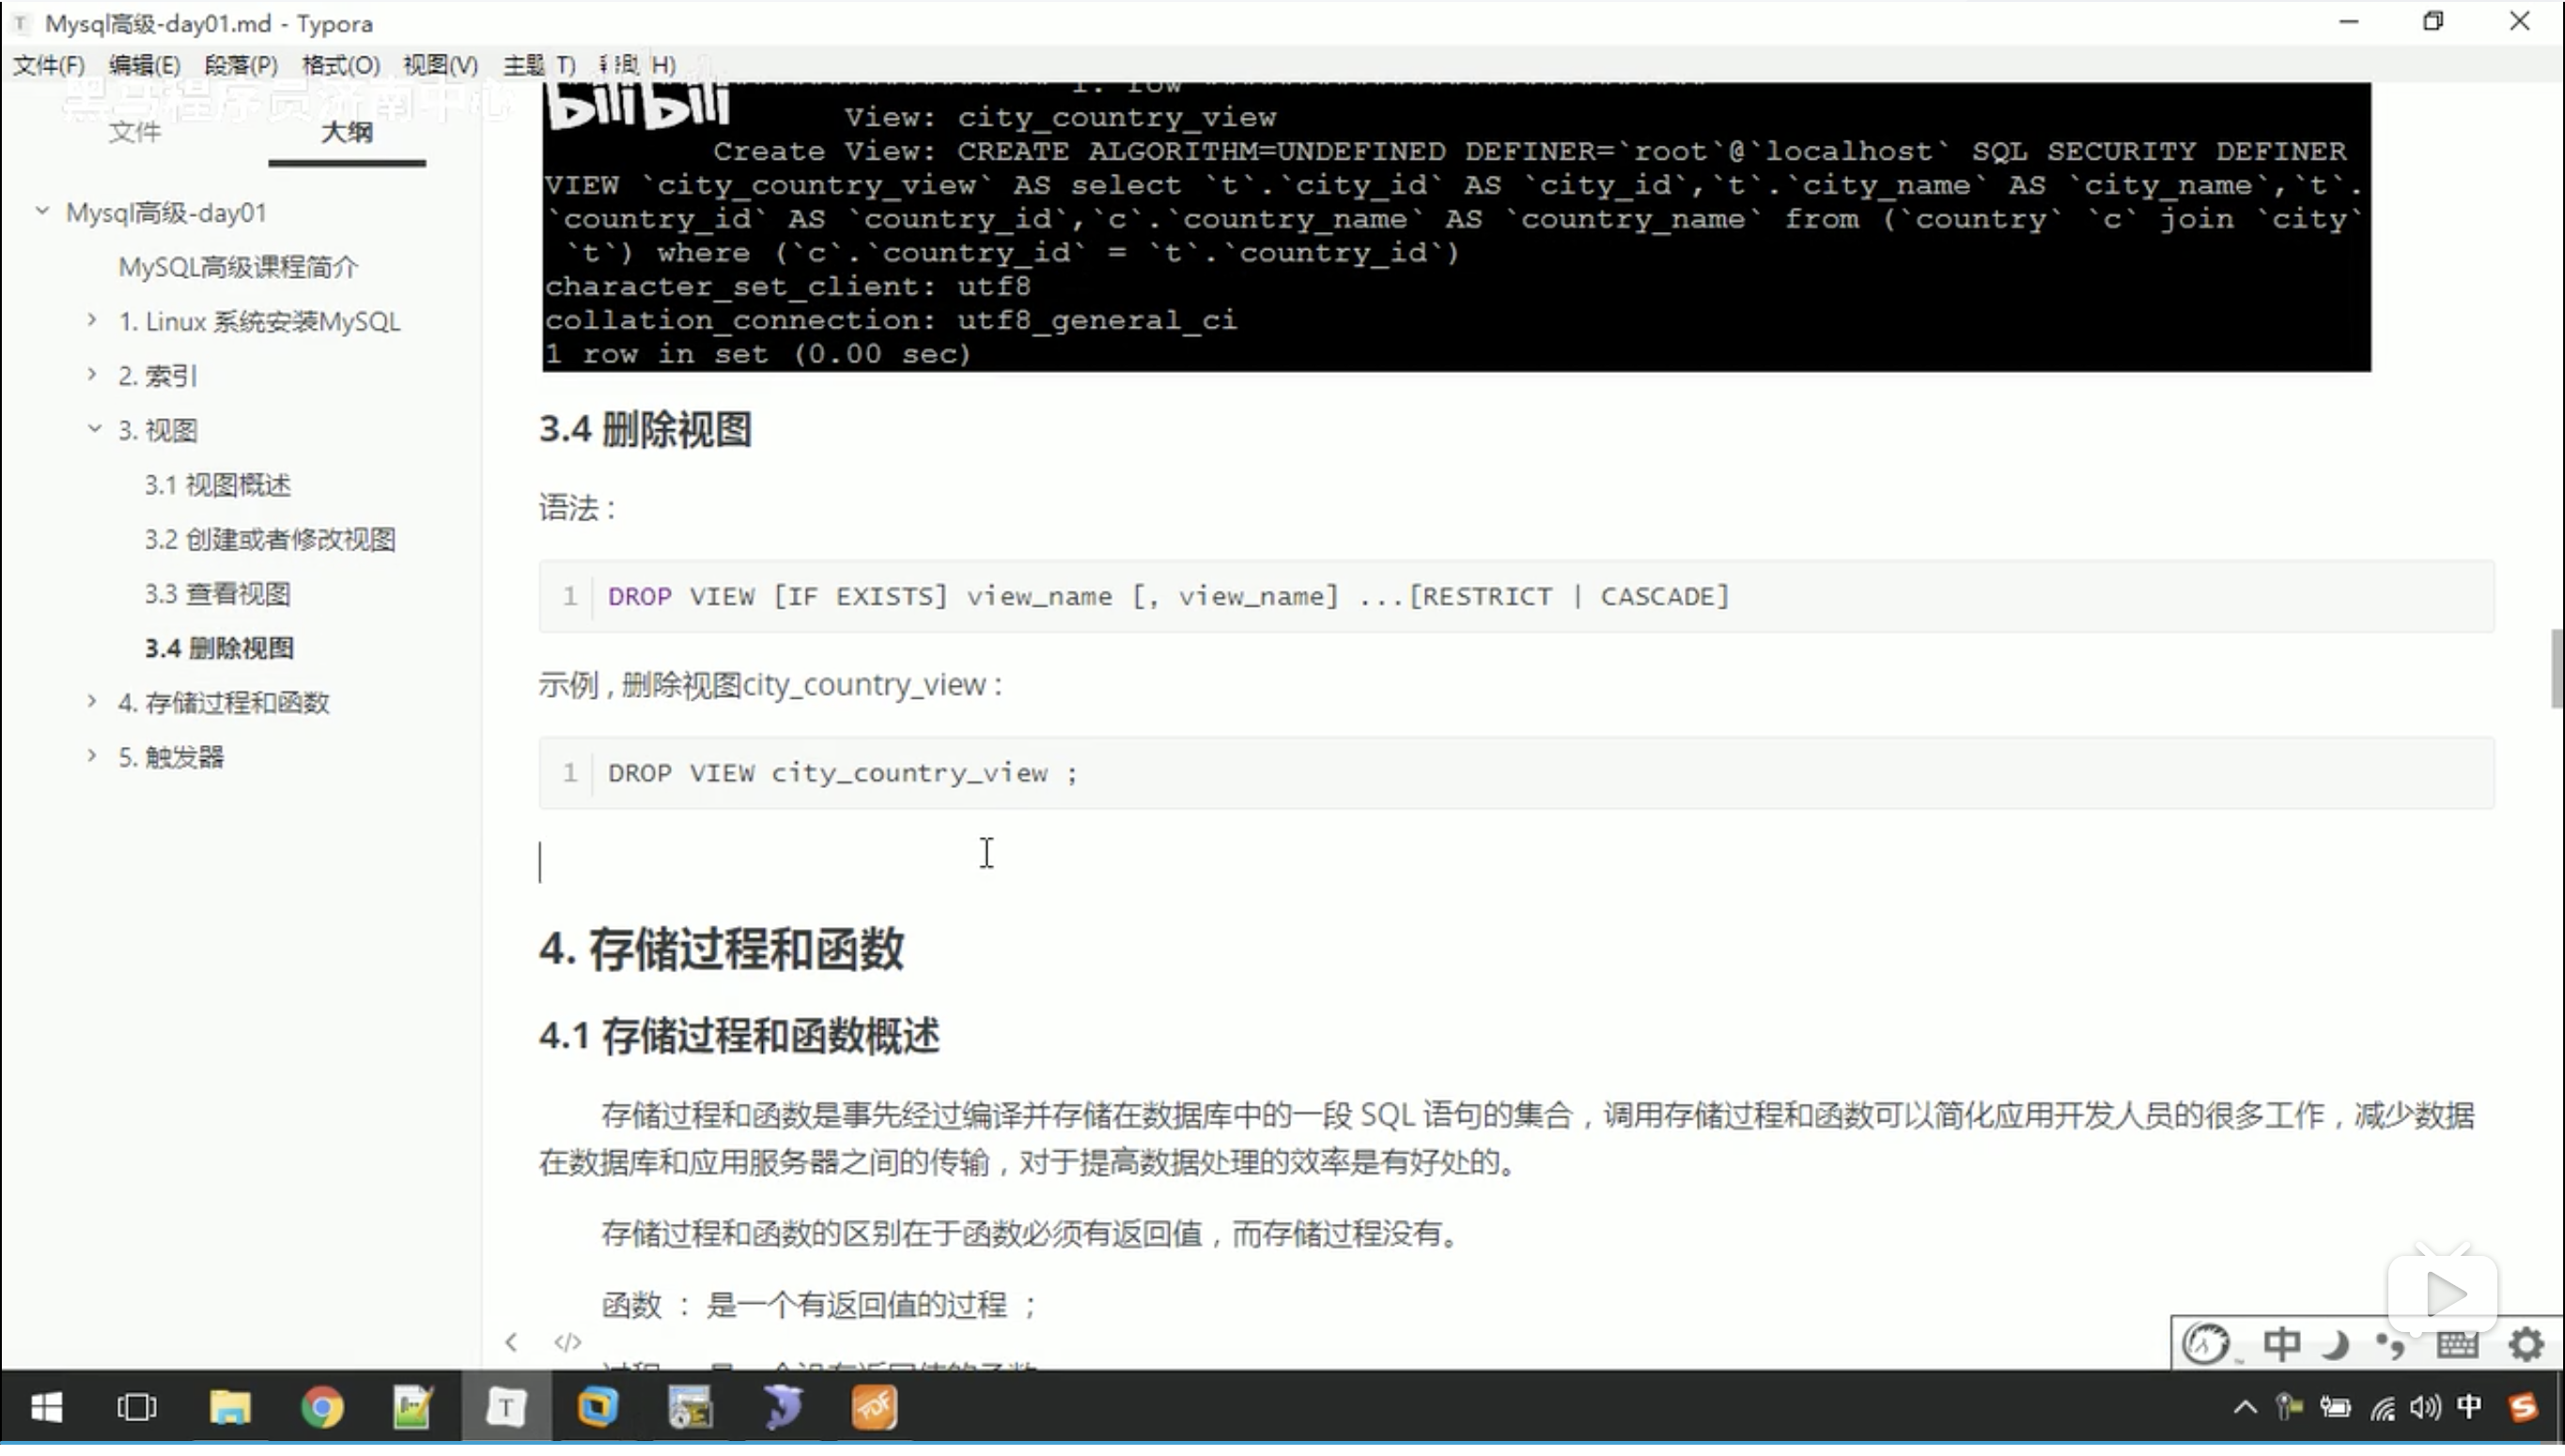 Mysql高级-day01.md - Typora
文件(F) 编辑(E) 段落(P) 格式(O) 视图(V) 主题(T) 帮助(H)
黑马程序员济南中心
bilibili
文件 大纲
Mysql高级-day01
MySQL高级课程简介
1. Linux 系统安装MySQL
2. 索引
3. 视图
3.1 视图概述
3.2 创建或者修改视图
3.3 查看视图
3.4 删除视图
4. 存储过程和函数
5. 触发器
1. row
View: city_country_view
Create View: CREATE ALGORITHM=UNDEFINED DEFINER=`root`@`localhost` SQL SECURITY DEFINER
VIEW `city_country_view` AS select `t`.`city_id` AS `city_id`,`t`.`city_name` AS `city_name`,`t`.
`country_id` AS `country_id`,`c`.`country_name` AS `country_name` from (`country` `c` join `city`
`t`) where (`c`.`country_id` = `t`.`country_id`)
character_set_client: utf8
collation_connection: utf8_general_ci
1 row in set (0.00 sec)
3.4 删除视图
语法 :
1 DROP VIEW [IF EXISTS] view_name [, view_name] ...[RESTRICT | CASCADE]
示例 , 删除视图city_country_view :
1 DROP VIEW city_country_view ;
4. 存储过程和函数
4.1 存储过程和函数概述
存储过程和函数是事先经过编译并存储在数据库中的一段 SQL 语句的集合，调用存储过程和函数可以简化应用开发人员的很多工作，减少数据
在数据库和应用服务器之间的传输，对于提高数据处理的效率是有好处的。
存储过程和函数的区别在于函数必须有返回值，而存储过程没有。
函数 ： 是一个有返回值的过程 ；
中
中